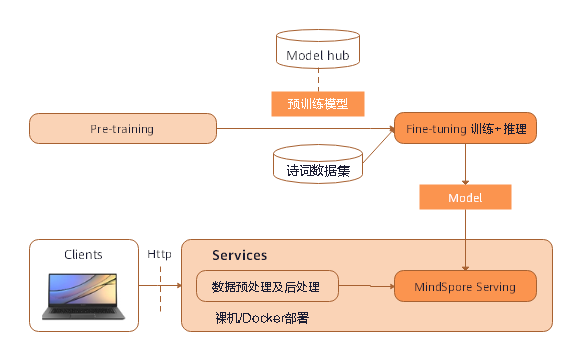 Model hub
预训练模型
Pre-training
Fine-tuning 训练+推理
诗词数据集
Model
Clients
Http
Services
数据预处理及后处理
MindSpore Serving
裸机/Docker部署